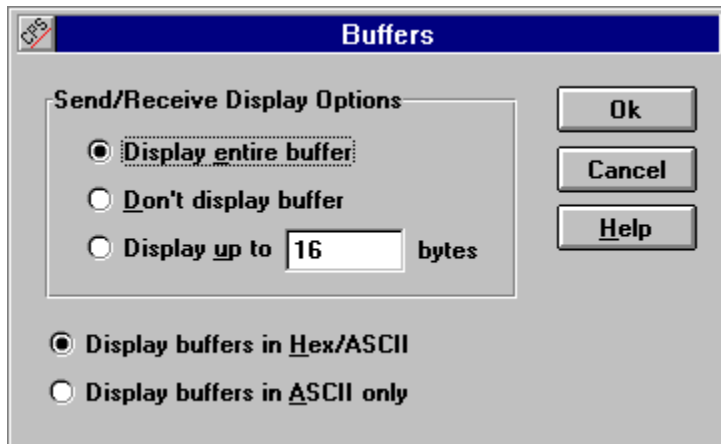 CPS
Buffers
Send/Receive Display Options
Display entire buffer
Don't display buffer
Display up to 16 bytes
Display buffers in Hex/ASCII
Display buffers in ASCII only
Ok
Cancel
Help